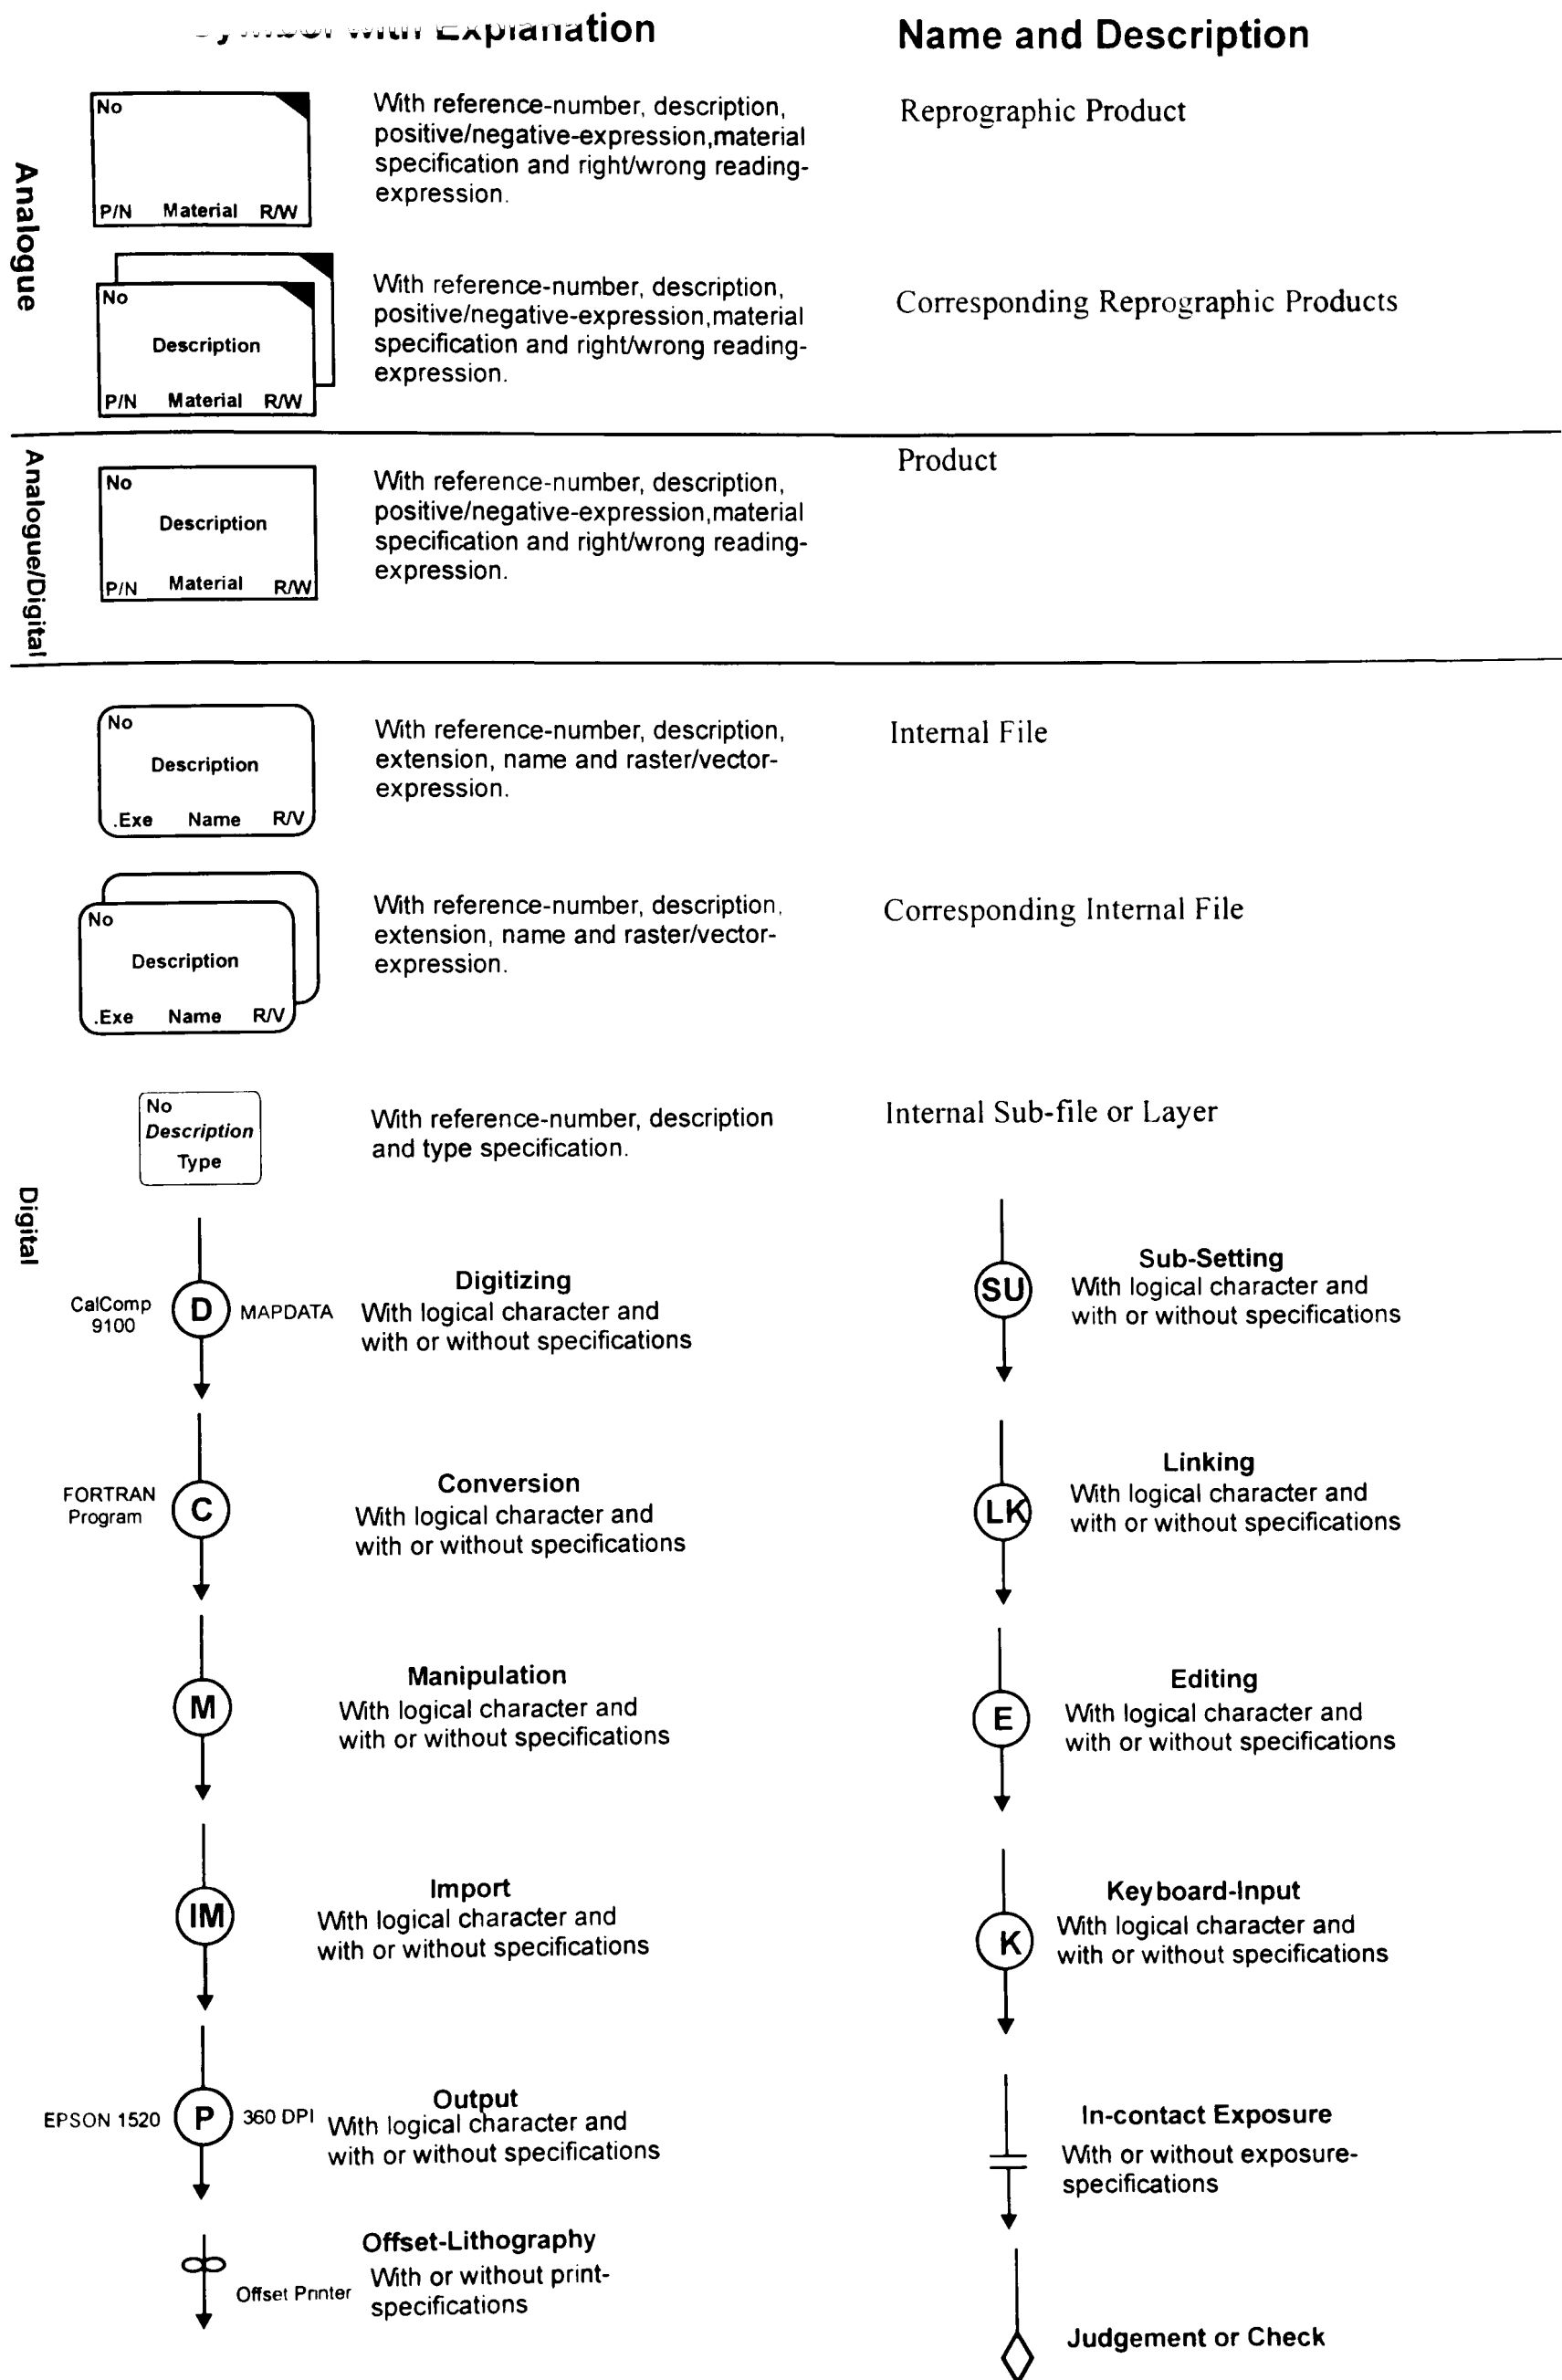 Symbol with Explanation
Name and Description
Analogue
No
P/N Material R/W
With reference-number, description,
positive/negative-expression,material
specification and right/wrong reading-
expression.
Reprographic Product
No
Description
P/N Material R/W
With reference-number, description,
positive/negative-expression,material
specification and right/wrong reading-
expression.
Corresponding Reprographic Products
Analogue/Digital
No
Description
P/N Material R/W
With reference-number, description,
positive/negative-expression,material
specification and right/wrong reading-
expression.
Product
Digital
No
Description
.Exe Name R/V
With reference-number, description,
extension, name and raster/vector-
expression.
Internal File
No
Description
.Exe Name R/V
With reference-number, description,
extension, name and raster/vector-
expression.
Corresponding Internal File
No
Description
Type
With reference-number, description
and type specification.
Internal Sub-file or Layer
CalComp
9100
D
MAPDATA
Digitizing
With logical character and
with or without specifications
SU
Sub-Setting
With logical character and
with or without specifications
FORTRAN
Program
C
Conversion
With logical character and
with or without specifications
LK
Linking
With logical character and
with or without specifications
M
Manipulation
With logical character and
with or without specifications
E
Editing
With logical character and
with or without specifications
IM
Import
With logical character and
with or without specifications
K
Keyboard-Input
With logical character and
with or without specifications
EPSON 1520
P
360 DPI
Output
With logical character and
with or without specifications
In-contact Exposure
With or without exposure-
specifications
Offset Printer
Offset-Lithography
With or without print-
specifications
Judgement or Check